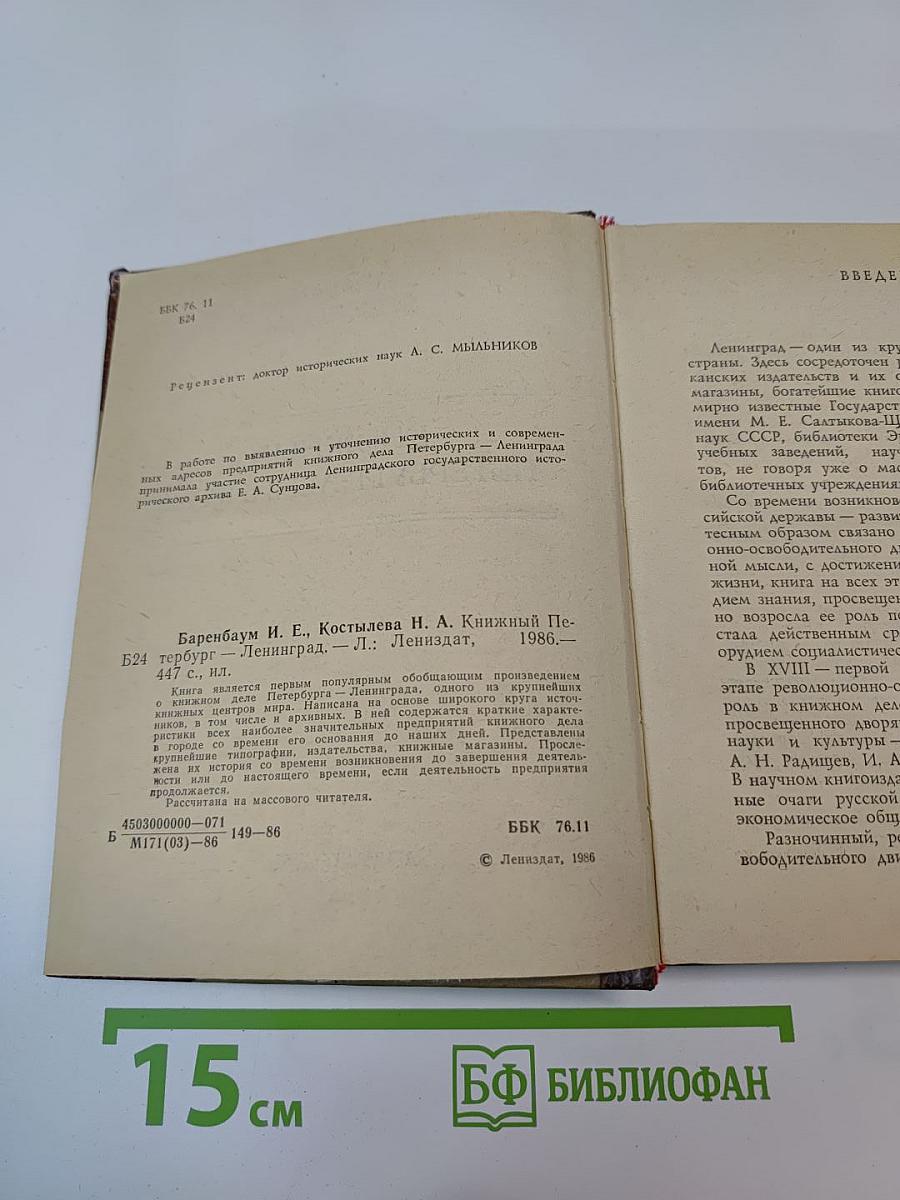 ББК 76. 11
Б24
Рецензент: доктор исторических наук А. С. МЫЛЬНИКОВ
В работе по выявлению и уточнению исторических и современ-
ных адресов предприятий книжного дела Петербурга — Ленинграда
принимала участие сотрудница Ленинградского государственного исто-
рического архива Е. А. Сунцова.
Баренбаум И. Е., Костылева Н. А. Книжный Пе-
Б24 тербург — Ленинград. — Л.: Лениздат, 1986.—
447 с., ил.
Книга является первым популярным обобщающим произведением
о книжном деле Петербурга — Ленинграда, одного из крупнейших
книжных центров мира. Написана на основе широкого круга источ-
ников, в том числе и архивных. В ней содержатся краткие характе-
ристики всех наиболее значительных предприятий книжного дела
в городе со времени его основания до наших дней. Представлены
крупнейшие типографии, издательства, книжные магазины. Просле-
жена их история со времени возникновения до завершения деятель-
ности или до настоящего времени, если деятельность предприятия
продолжается.
Рассчитана на массового читателя.
Б 4503000000—071 149—86
М171(03)—86
ББК 76.11
© Лениздат, 1986
ВВЕДЕ
Ленинград — один из кру
страны. Здесь сосредоточен р
канских издательств и их о
магазины, богатейшие книго
мирно известные Государст
имени М. Е. Салтыкова-Щ
наук СССР, библиотеки Э
учебных заведений, науч
тов, не говоря уже о мас
библиотечных учреждения
Со времени возникнов
сийской державы — разви
тесным образом связано
онно-освободительного д
ной мысли, с достижени
жизни, книга на всех эт
дием знания, просвещен
но возросла ее роль по
стала действенным ср
орудием социалистичес
В XVIII — первой
этапе революционно-о
роль в книжном дел
просвещенного дворя
науки и культуры —
А. Н. Радищев, И. А
В научном книгоизда
ные очаги русской
экономическое общ
Разночинный, ре
вободительного дви
15 см
БФ БИБЛИОФАН